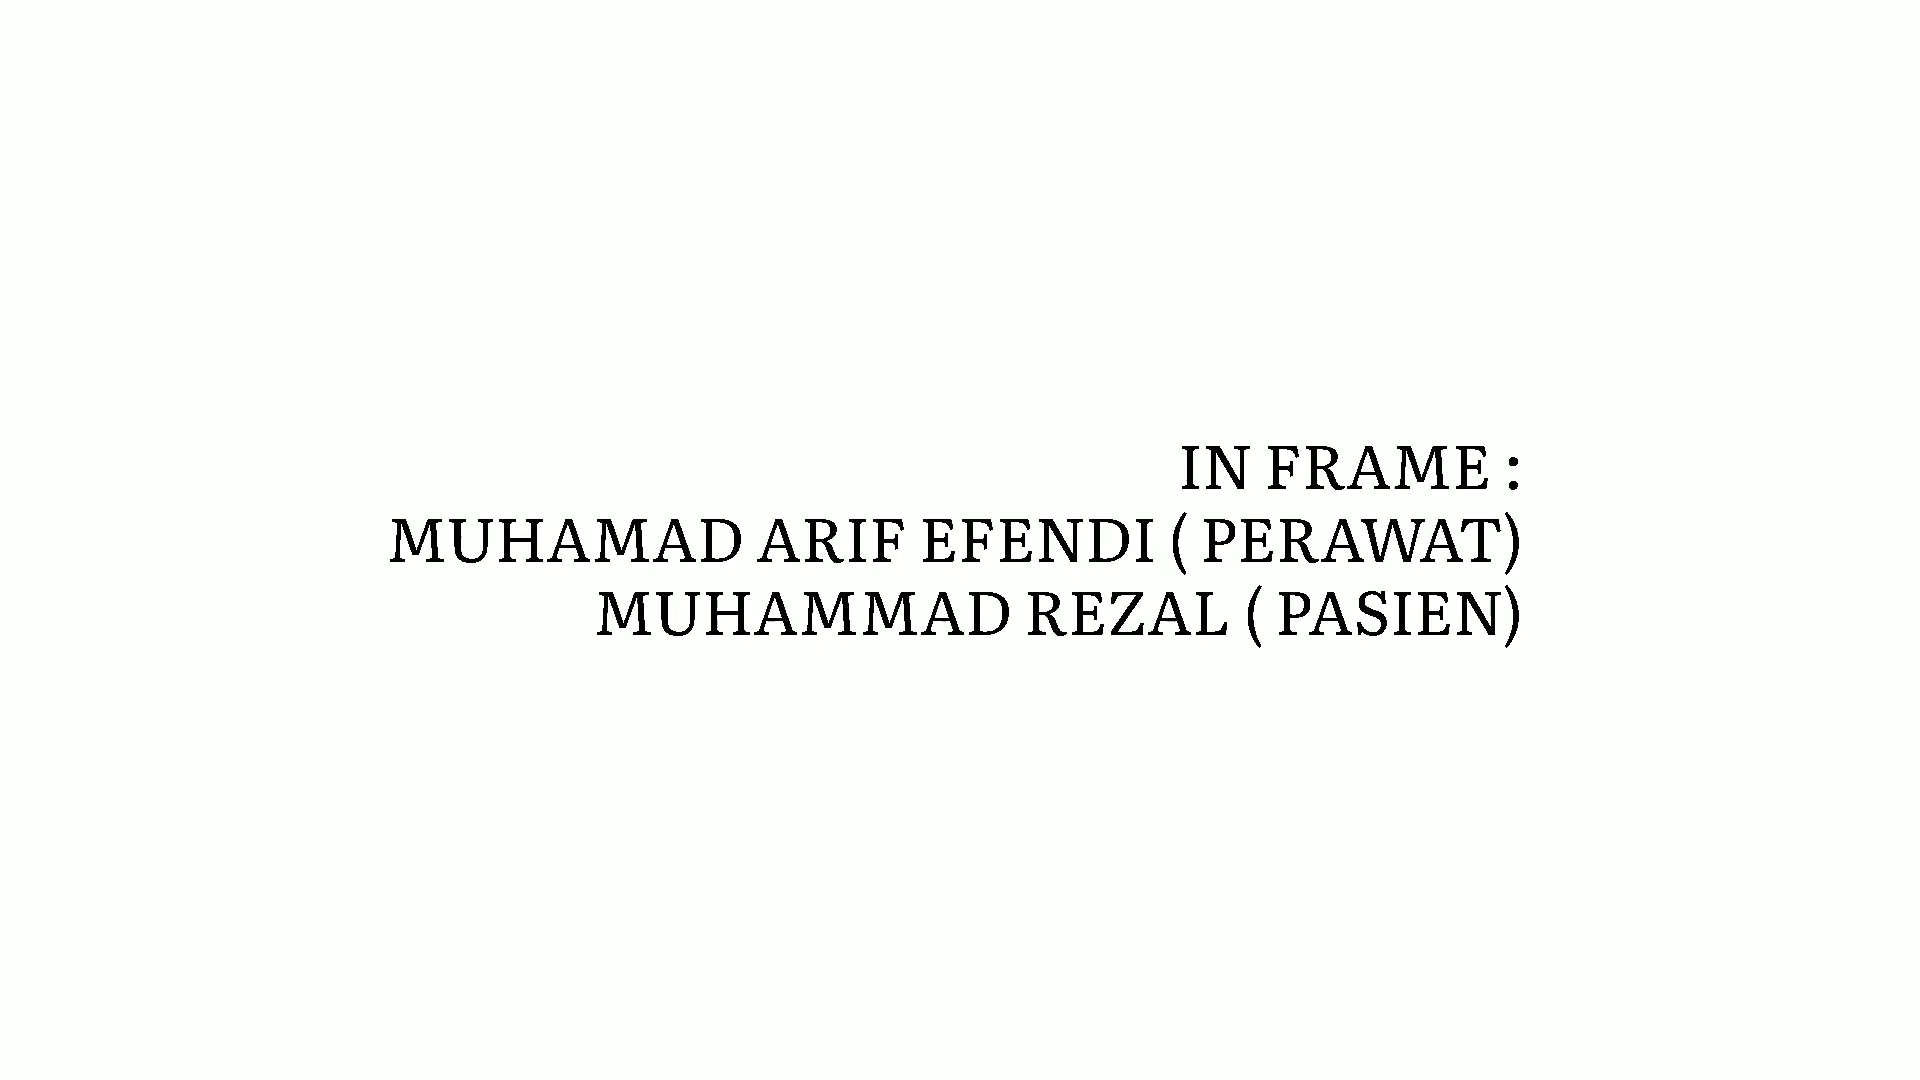 IN FRAME :
MUHAMAD ARIF EFENDI ( PERAWAT)
MUHAMMAD REZAL ( PASIEN)